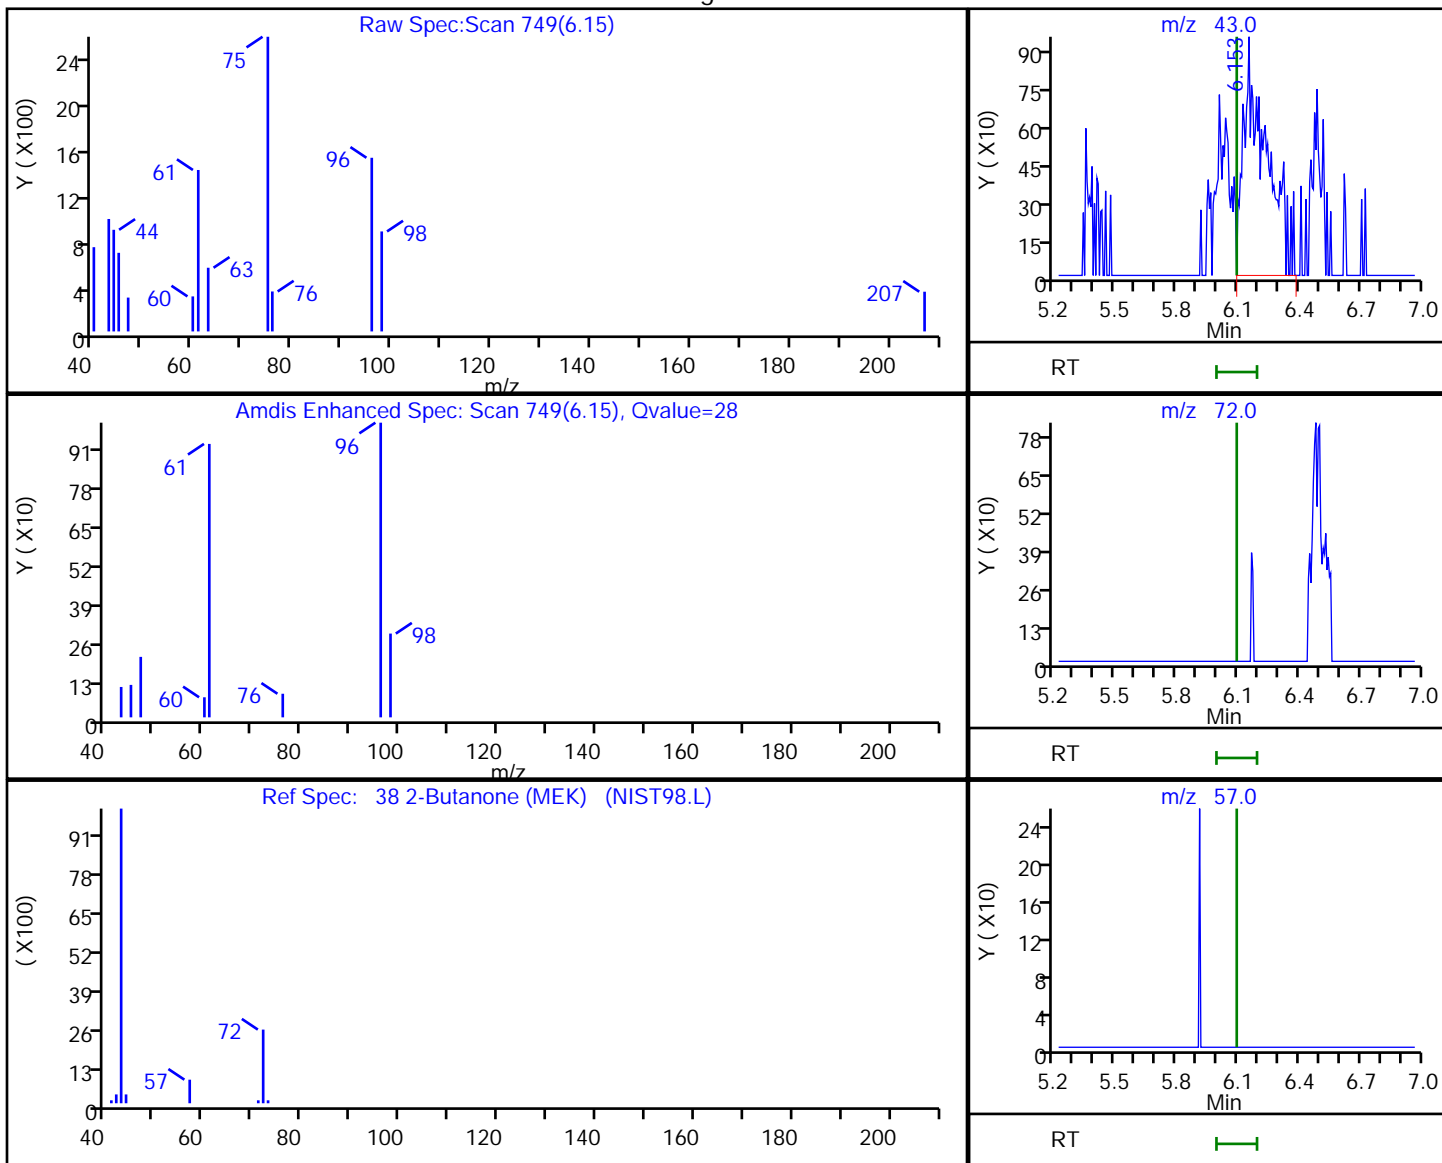 Raw Spec:Scan 749(6.15)
Y ( X100)
24
20
16
12
8
4
0
75
61
96
44
98
63
60
76
207
40 60 80 100 120 140 160 180 200
m/z
m/z 43.0
6.153
Y ( X10)
90
75
60
45
30
15
0
5.2 5.5 5.8 6.1 6.4 6.7 7.0
Min
RT
Amdis Enhanced Spec: Scan 749(6.15), Qvalue=28
Y ( X10)
91
78
65
52
39
26
13
0
96
61
98
60
76
40 60 80 100 120 140 160 180 200
m/z
m/z 72.0
Y ( X10)
78
65
52
39
26
13
0
5.2 5.5 5.8 6.1 6.4 6.7 7.0
Min
RT
Ref Spec: 38 2-Butanone (MEK) (NIST98.L)
( X100)
91
78
65
52
39
26
13
0
72
57
40 60 80 100 120 140 160 180 200
m/z 57.0
Y ( X10)
24
20
16
12
8
4
0
5.2 5.5 5.8 6.1 6.4 6.7 7.0
Min
RT